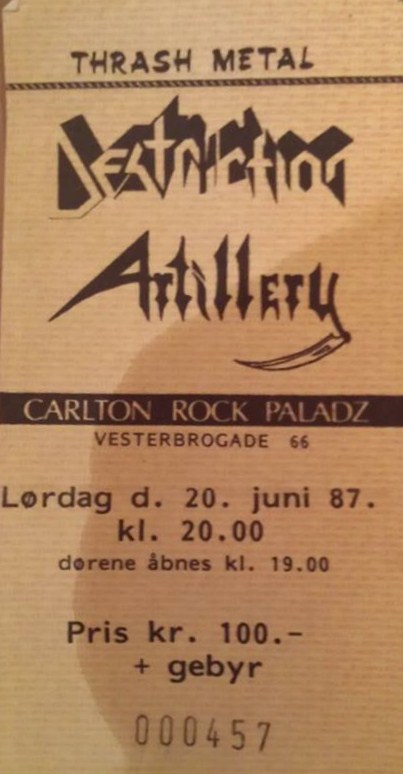 THRASH METAL
Destruction
Artillery
CARLTON ROCK PALADZ
VESTERBROGADE 66
Lørdag d. 20. juni 87.
kl. 20.00
dørene åbnes kl. 19.00
Pris kr. 100.-
+ gebyr
000457